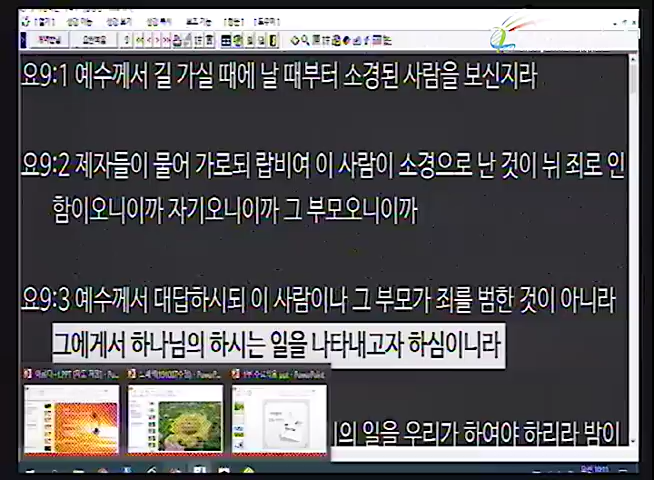 요9:1 예수께서 길 가실 때에 날 때부터 소경된 사람을 보신지라
요9:2 제자들이 물어 가로되 랍비여 이 사람이 소경으로 난 것이 뉘 죄로 인
함이오니이까 자기오니이까 그 부모오니이까
요9:3 예수께서 대답하시되 이 사람이나 그 부모가 죄를 범한 것이 아니라
그에게서 하나님의 하시는 일을 나타내고자 하심이니라
의 일을 우리가 하여야 하리라 밤이